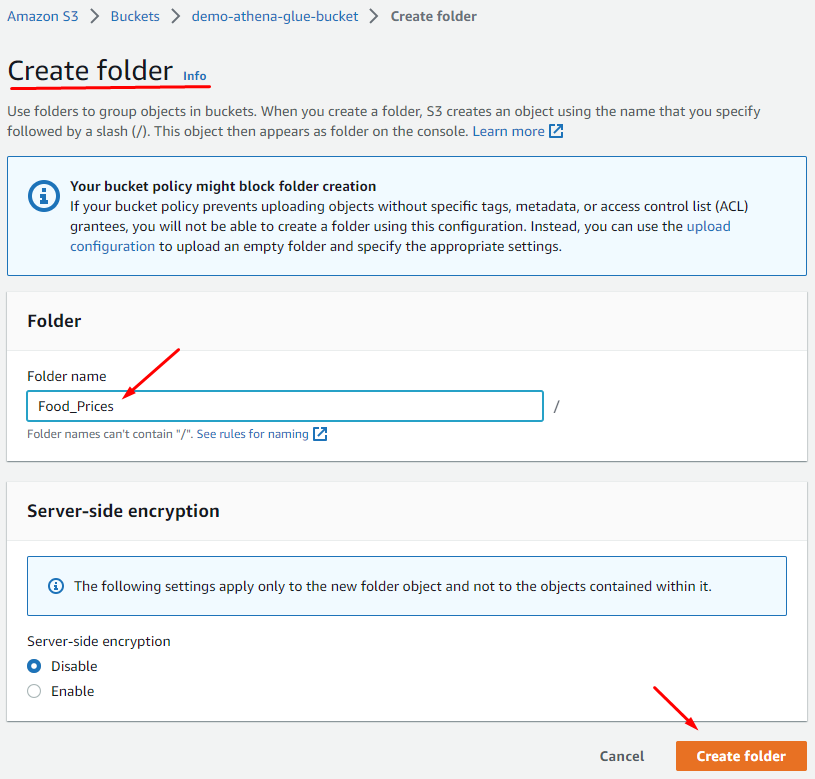 Amazon S3 > Buckets > demo-athena-glue-bucket > Create folder
Create folder Info
Use folders to group objects in buckets. When you create a folder, S3 creates an object using the name that you specify
followed by a slash (/). This object then appears as folder on the console. Learn more
Your bucket policy might block folder creation
If your bucket policy prevents uploading objects without specific tags, metadata, or access control list (ACL)
grantees, you will not be able to create a folder using this configuration. Instead, you can use the upload
configuration to upload an empty folder and specify the appropriate settings.
Folder
Folder name
Food_Prices /
Folder names can't contain "/". See rules for naming
Server-side encryption
The following settings apply only to the new folder object and not to the objects contained within it.
Server-side encryption
Disable
Enable
Cancel Create folder